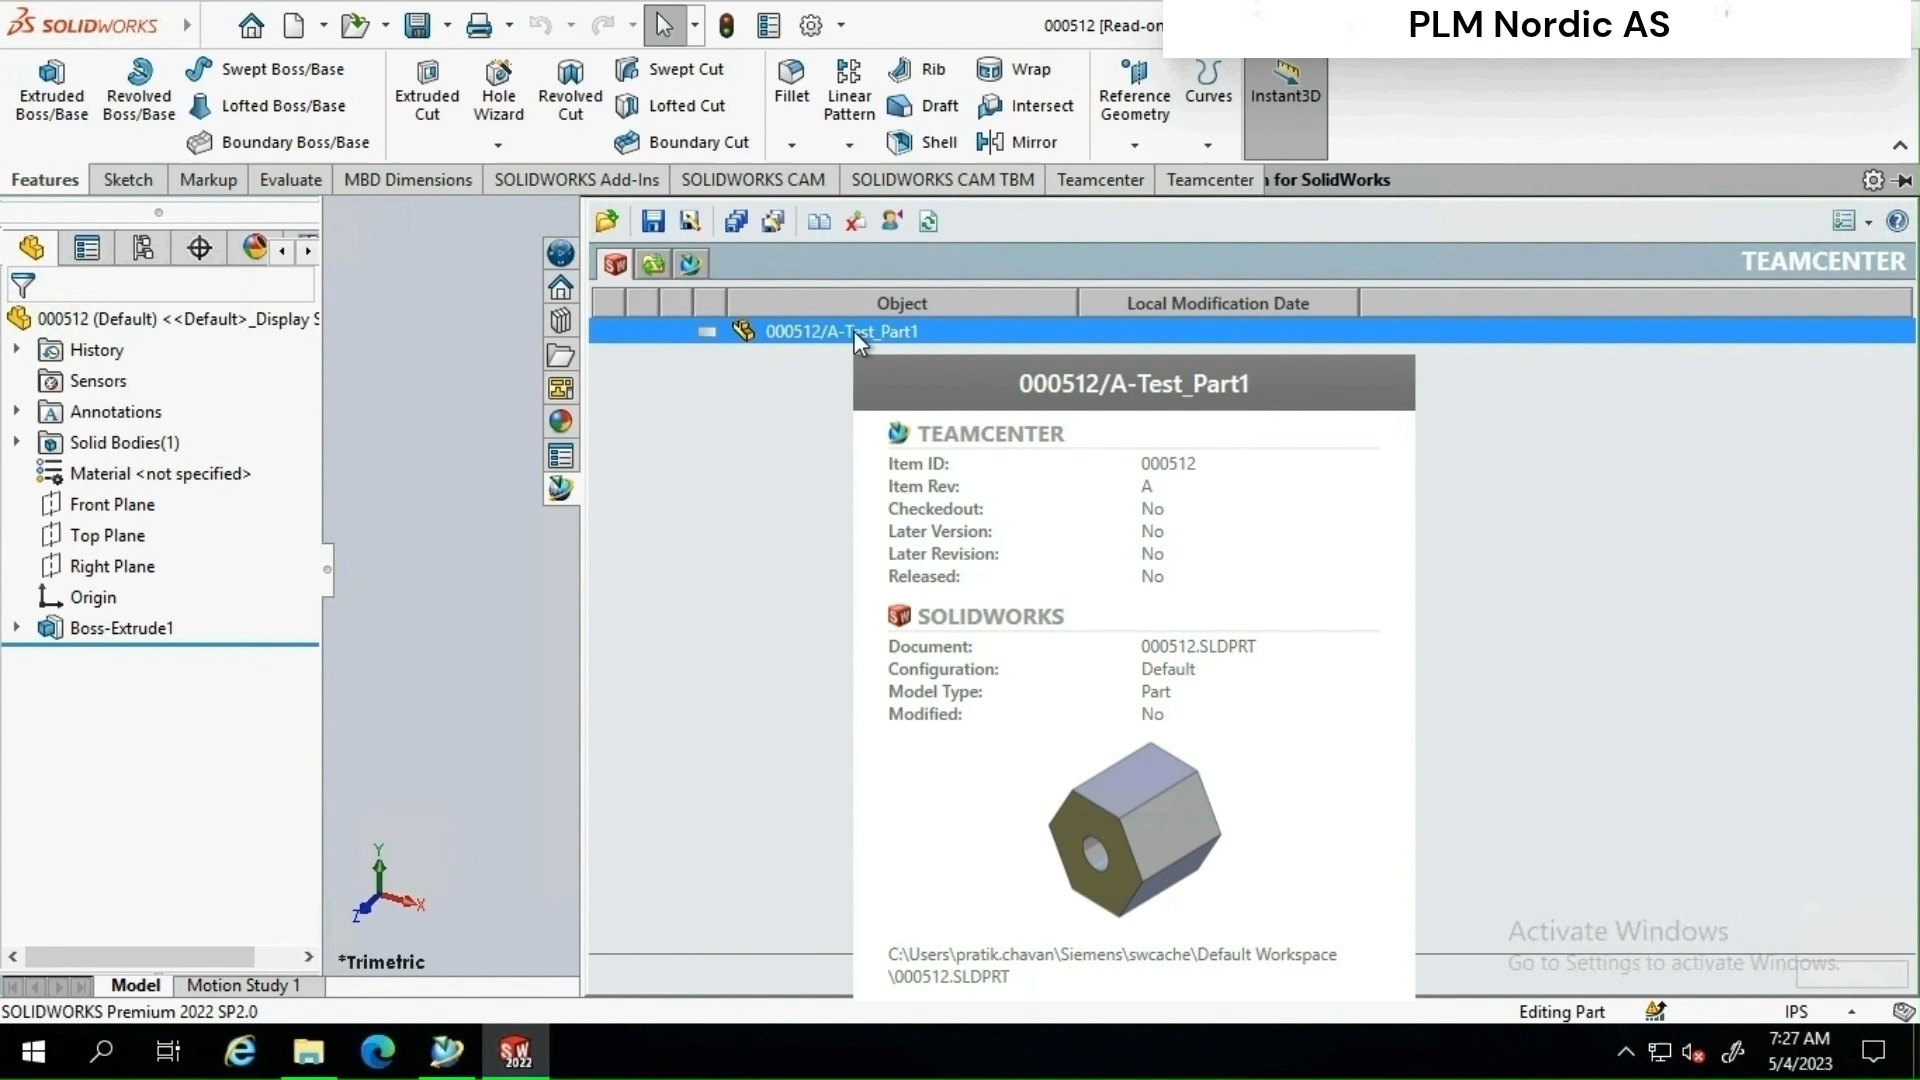 SOLIDWORKS
000512 [Read-on
PLM Nordic AS
Extruded
Boss/Base
Revolved
Boss/Base
Swept Boss/Base
Lofted Boss/Base
Boundary Boss/Base
Extruded
Cut
Hole
Wizard
Revolved
Cut
Swept Cut
Lofted Cut
Boundary Cut
Fillet
Linear
Pattern
Rib
Draft
Shell
Wrap
Intersect
Mirror
Reference
Geometry
Curves
Instant3D
Features
Sketch
Markup
Evaluate
MBD Dimensions
SOLIDWORKS Add-Ins
SOLIDWORKS CAM
SOLIDWORKS CAM TBM
Teamcenter
Teamcenter
for SolidWorks
TEAMCENTER
Object
Local Modification Date
000512/A-Test_Part1
000512 (Default) <<Default>_Display S
History
Sensors
Annotations
Solid Bodies(1)
Material <not specified>
Front Plane
Top Plane
Right Plane
Origin
Boss-Extrude1
000512/A-Test_Part1
TEAMCENTER
Item ID: 000512
Item Rev: A
Checkedout: No
Later Version: No
Later Revision: No
Released: No
SOLIDWORKS
Document: 000512.SLDPRT
Configuration: Default
Model Type: Part
Modified: No
C:\Users\pratik.chavan\Siemens\swcache\Default Workspace
\000512.SLDPRT
Y
X
Z
*Trimetric
Activate Windows
Go to Settings to activate Windows.
Model
Motion Study 1
SOLIDWORKS Premium 2022 SP2.0
Editing Part
IPS
SW
2022
7:27 AM
5/4/2023